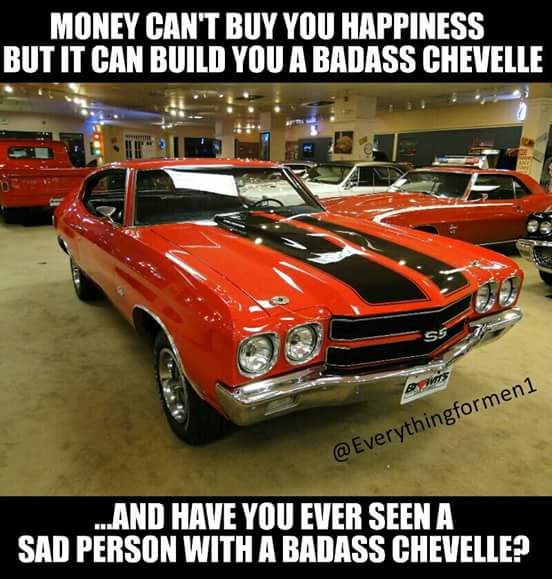 MONEY CAN'T BUY YOU HAPPINESS
BUT IT CAN BUILD YOU A BADASS CHEVELLE
SS
@Everythingformen1
...AND HAVE YOU EVER SEEN A
SAD PERSON WITH A BADASS CHEVELLE?